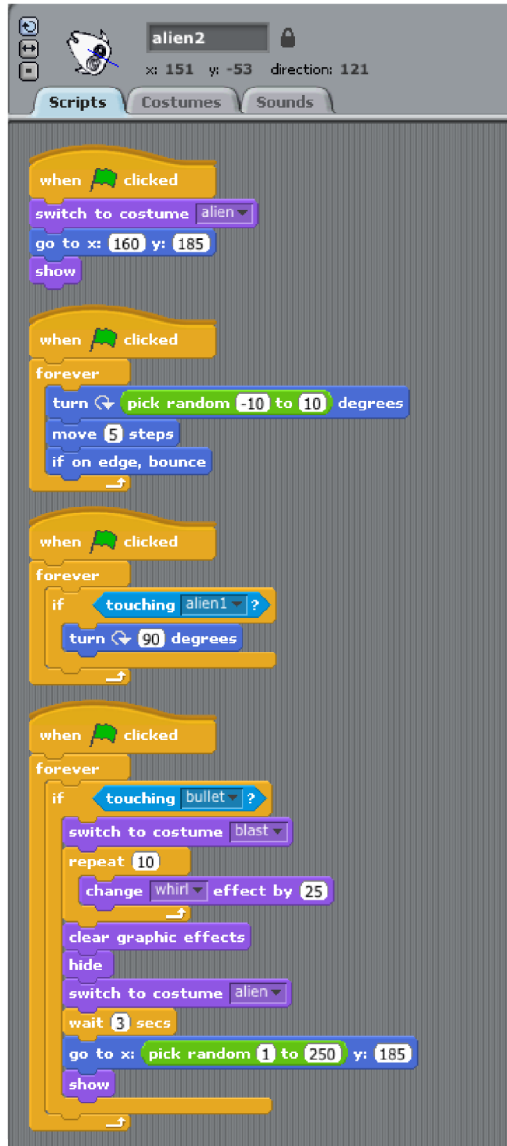 alien2
x: 151 y: -53 direction: 121
Scripts Costumes Sounds
when clicked
switch to costume alien
go to x: 160 y: 185
show
when clicked
forever
turn pick random -10 to 10 degrees
move 5 steps
if on edge, bounce
when clicked
forever
if touching alien1 ?
turn 90 degrees
when clicked
forever
if touching bullet ?
switch to costume blast
repeat 10
change whirl effect by 25
clear graphic effects
hide
switch to costume alien
wait 3 secs
go to x: pick random 1 to 250 y: 185
show